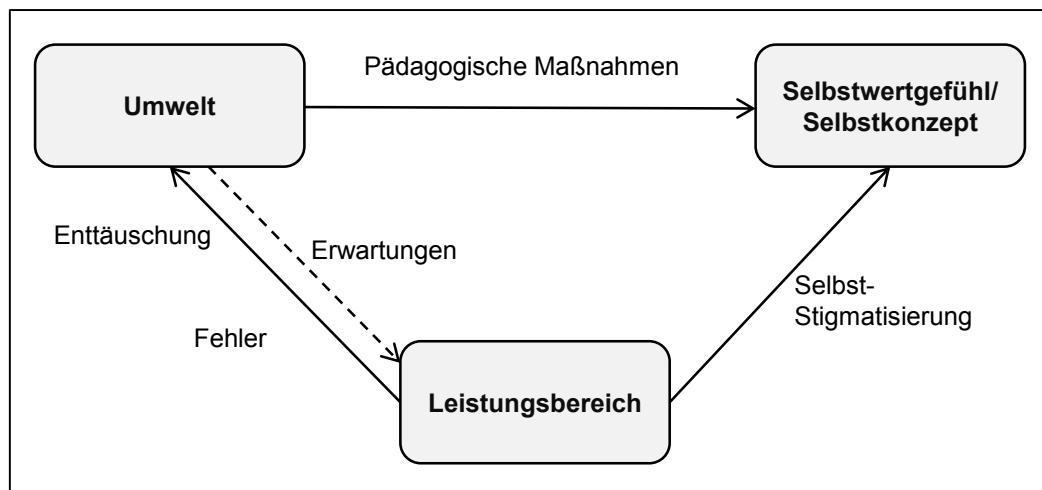 Pädagogische Maßnahmen
Umwelt
Selbstwertgefühl/
Selbstkonzept
Enttäuschung
Erwartungen
Selbst-
Stigmatisierung
Fehler
Leistungsbereich